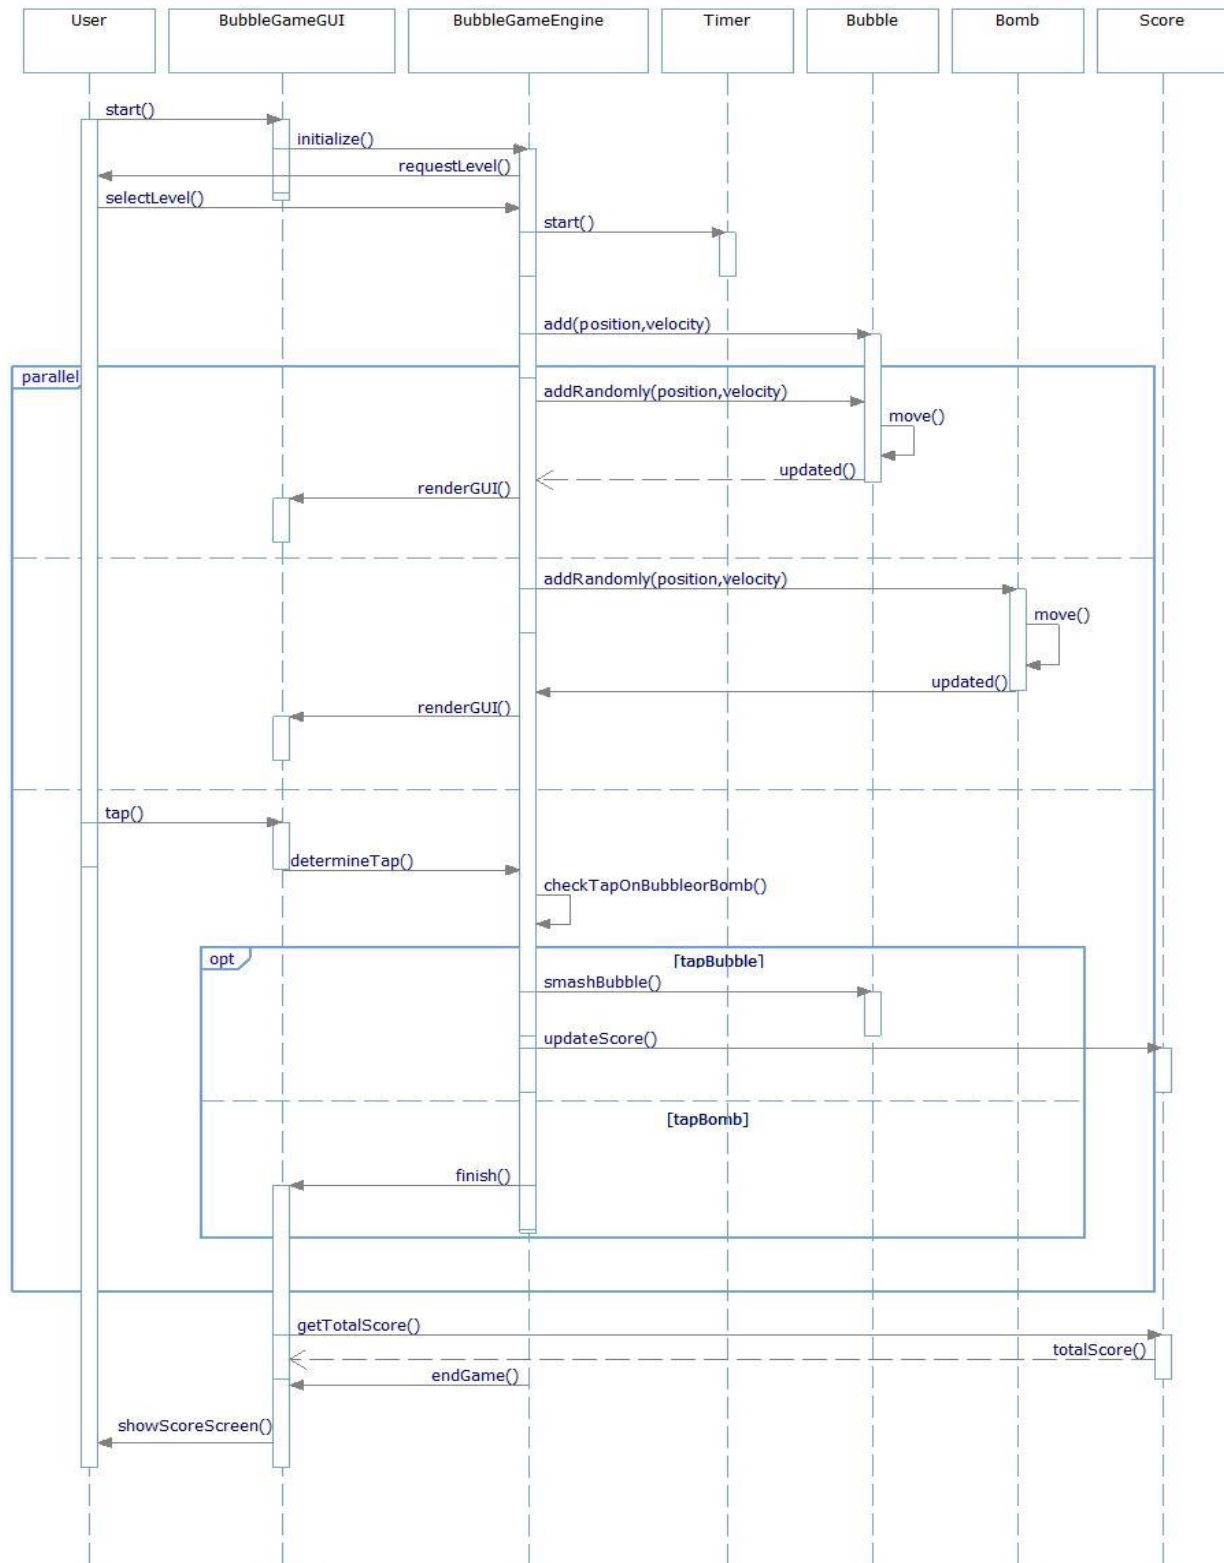 User
BubbleGameGUI
BubbleGameEngine
Timer
Bubble
Bomb
Score
start()
initialize()
requestLevel()
selectLevel()
start()
add(position,velocity)
parallel
addRandomly(position,velocity)
move()
updated()
renderGUI()
addRandomly(position,velocity)
move()
updated()
renderGUI()
tap()
determineTap()
checkTapOnBubbleorBomb()
opt
[tapBubble]
smashBubble()
updateScore()
[tapBomb]
finish()
getTotalScore()
totalScore()
endGame()
showScoreScreen()